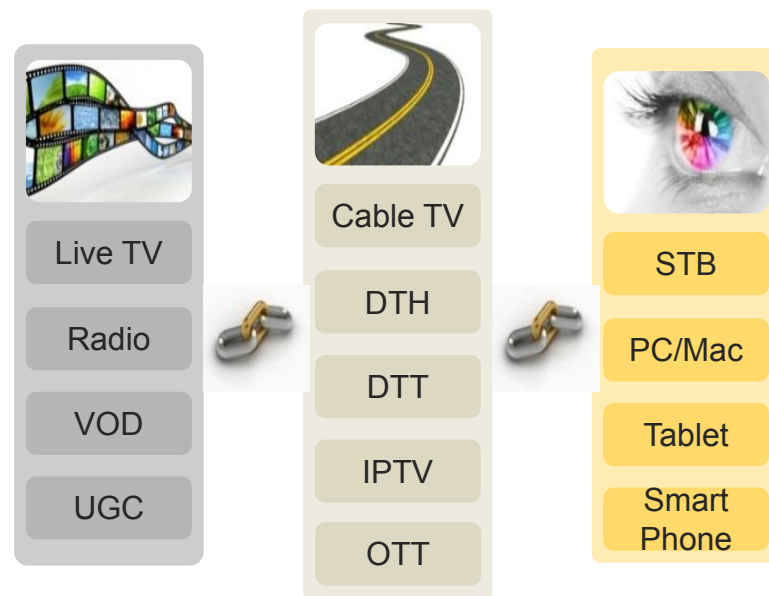 Live TV
Radio
VOD
UGC
Cable TV
DTH
DTT
IPTV
OTT
STB
PC/Mac
Tablet
Smart
Phone